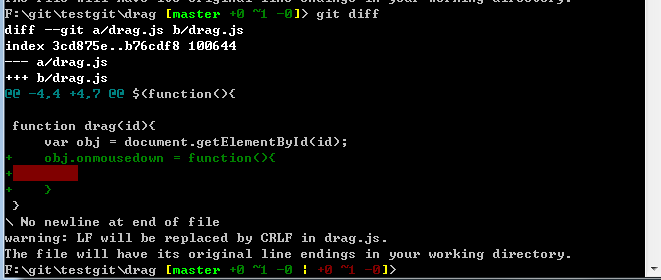 The file will have its original line endings in your working directory.
F:\git\testgit\drag [master +0 ~1 -0]> git diff
diff --git a/drag.js b/drag.js
index 3cd875e..b76cdf8 100644
--- a/drag.js
+++ b/drag.js
@@ -4,4 +4,7 @@ $(function(){

 function drag(id){
     var obj = document.getElementById(id);
+    obj.onmousedown = function(){
+
+    }
 }
\ No newline at end of file
warning: LF will be replaced by CRLF in drag.js.
The file will have its original line endings in your working directory.
F:\git\testgit\drag [master +0 ~1 -0 | +0 ~1 -0]>